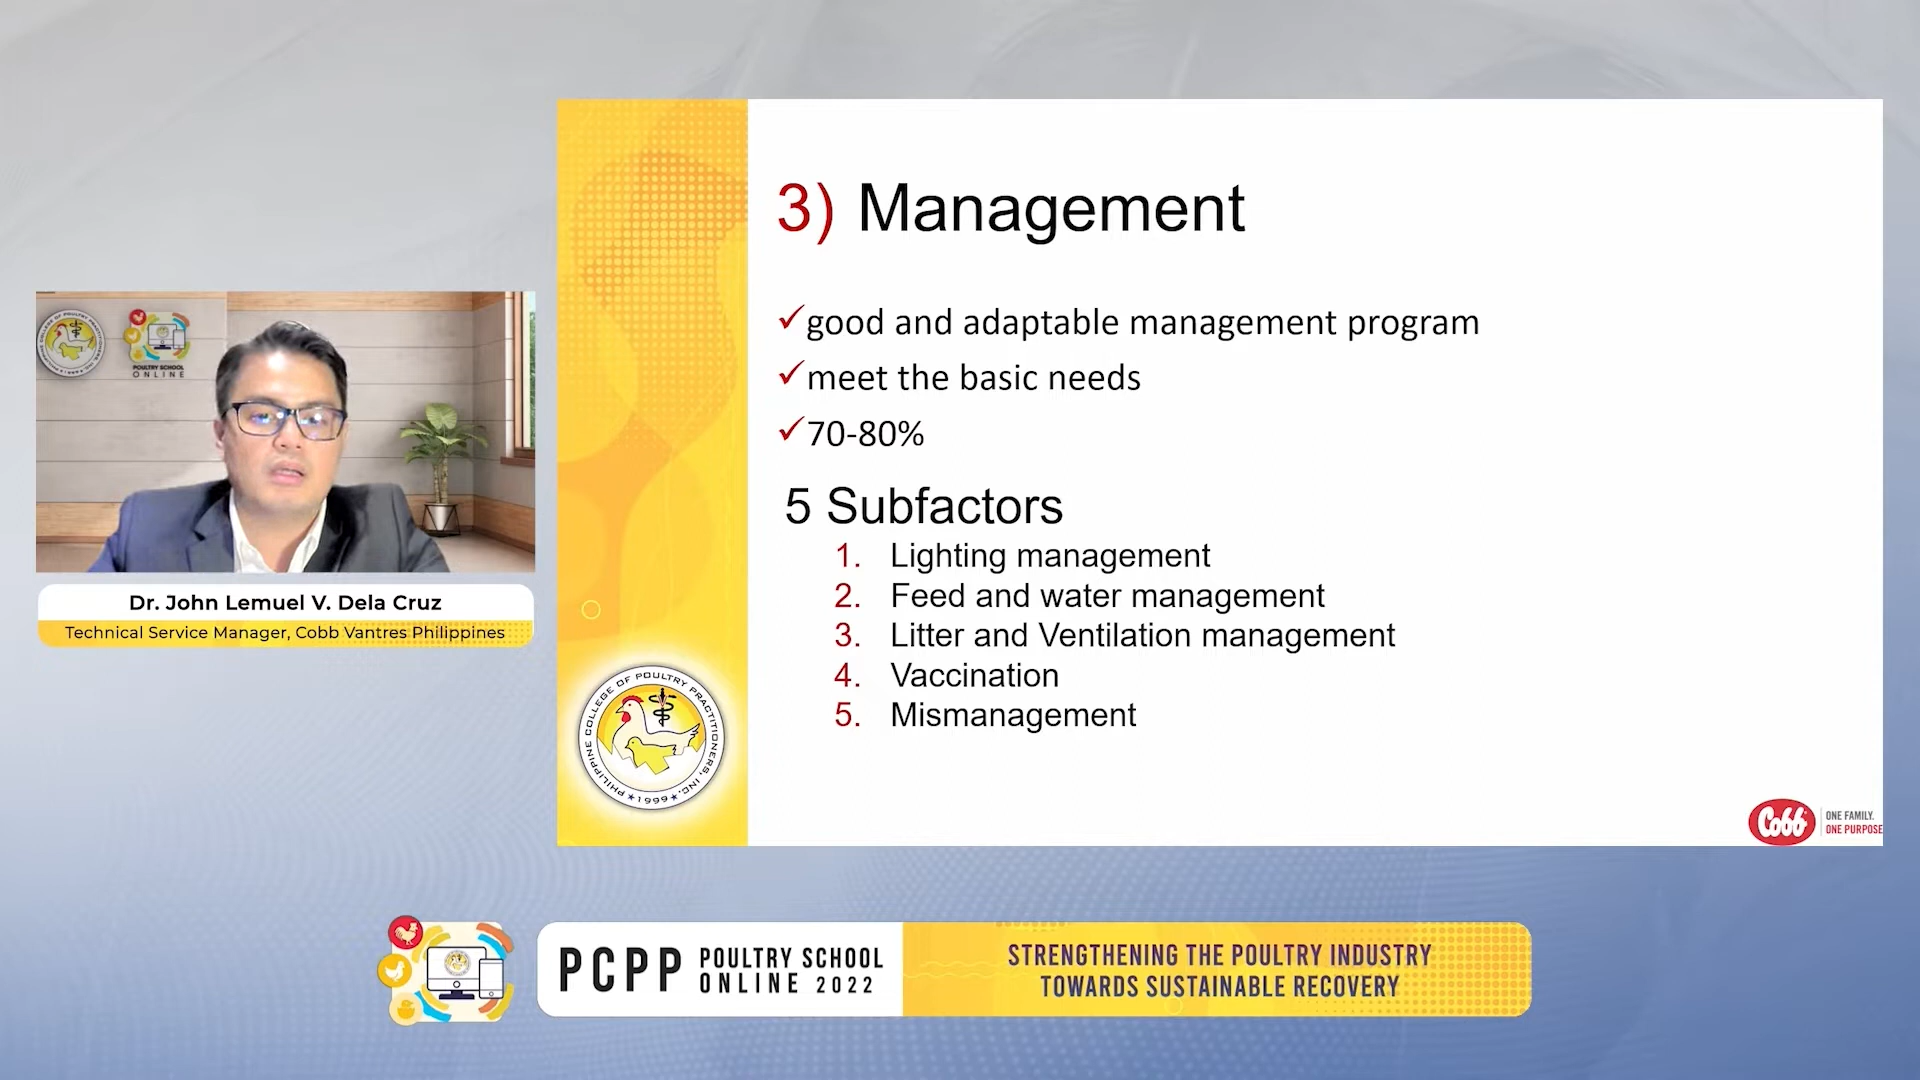 3) Management
✓good and adaptable management program
✓meet the basic needs
✓70-80%
5 Subfactors
1. Lighting management
2. Feed and water management
3. Litter and Ventilation management
4. Vaccination
5. Mismanagement
PHILIPPINE COLLEGE OF POULTRY PRACTITIONERS, INC.
★1999★
Cobb
ONE FAMILY.
ONE PURPOSE
POULTRY SCHOOL
ONLINE
Dr. John Lemuel V. Dela Cruz
Technical Service Manager, Cobb Vantres Philippines
PCPP
POULTRY SCHOOL
ONLINE 2022
STRENGTHENING THE POULTRY INDUSTRY
TOWARDS SUSTAINABLE RECOVERY